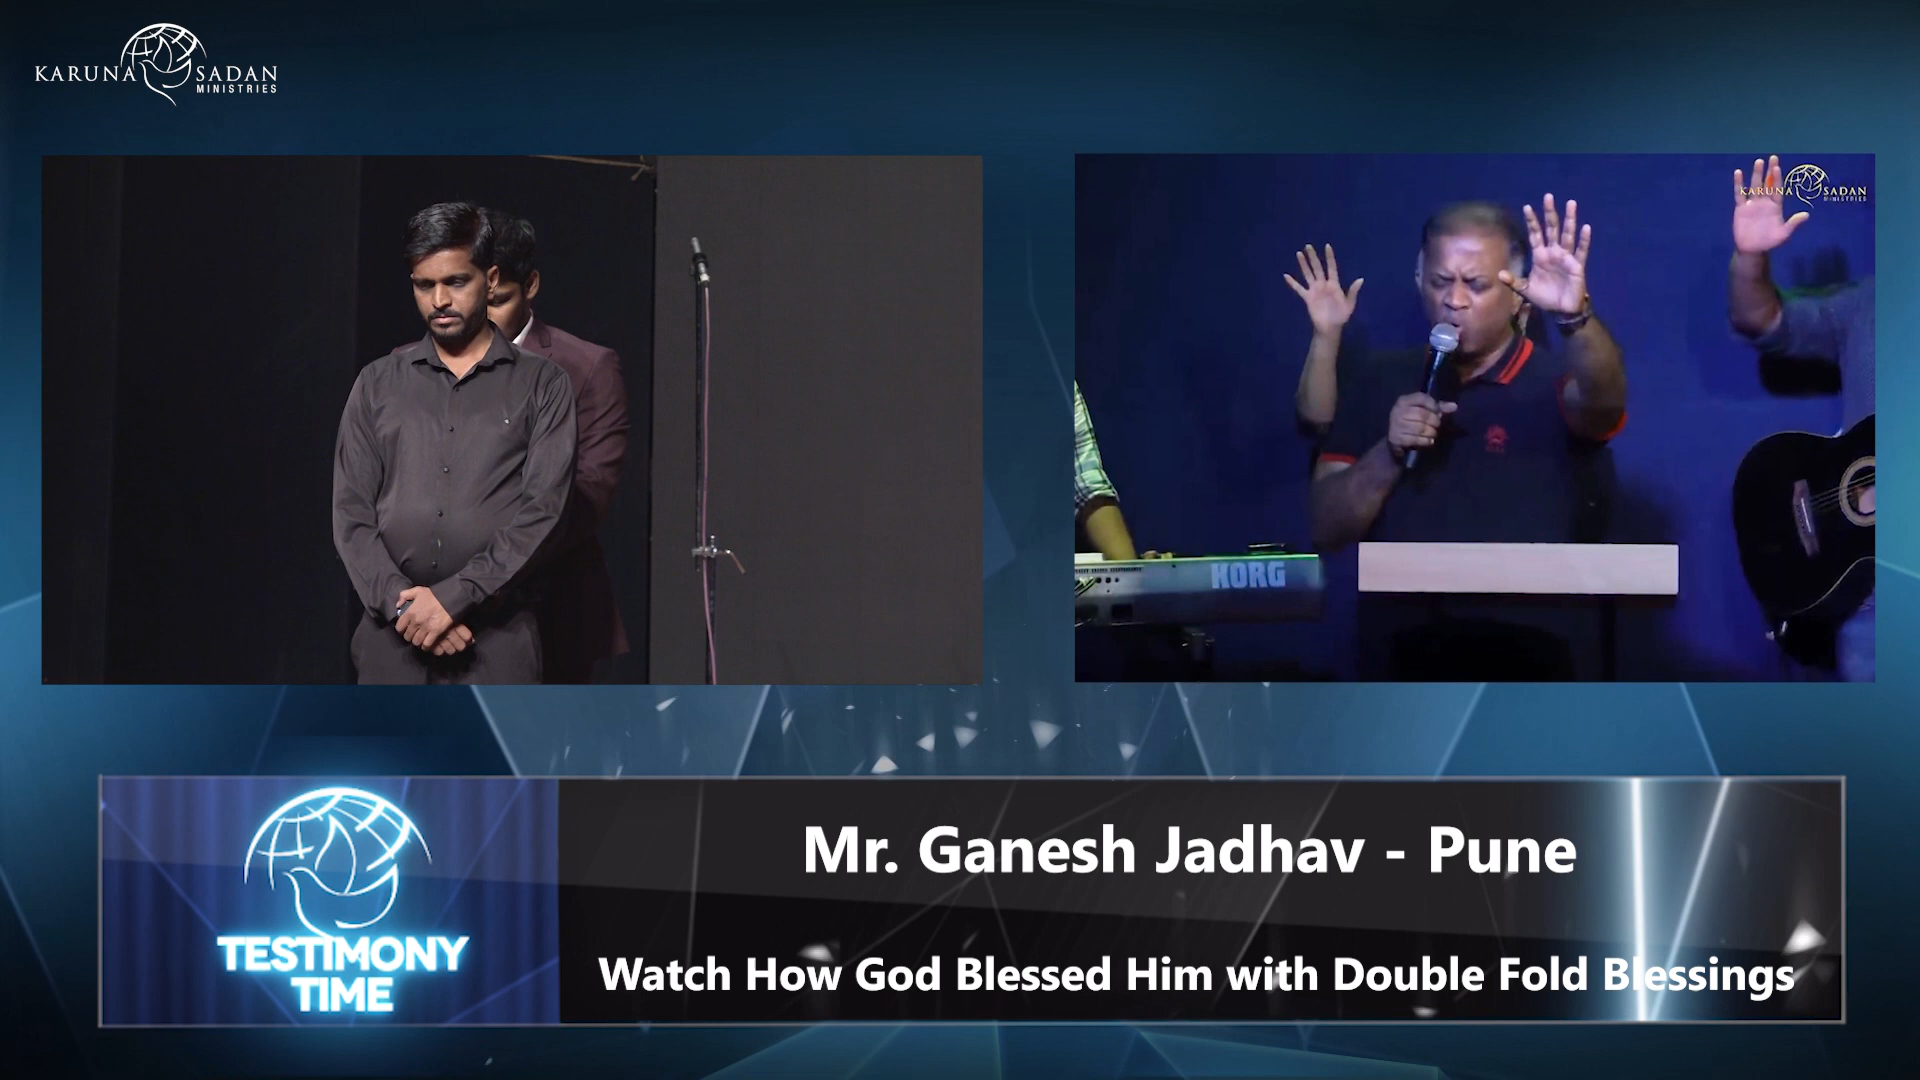 KARUNA SADAN
MINISTRIES
KARUNA SADAN
MINISTRIES
KORG
Mr. Ganesh Jadhav - Pune
TESTIMONY
TIME
Watch How God Blessed Him with Double Fold Blessings